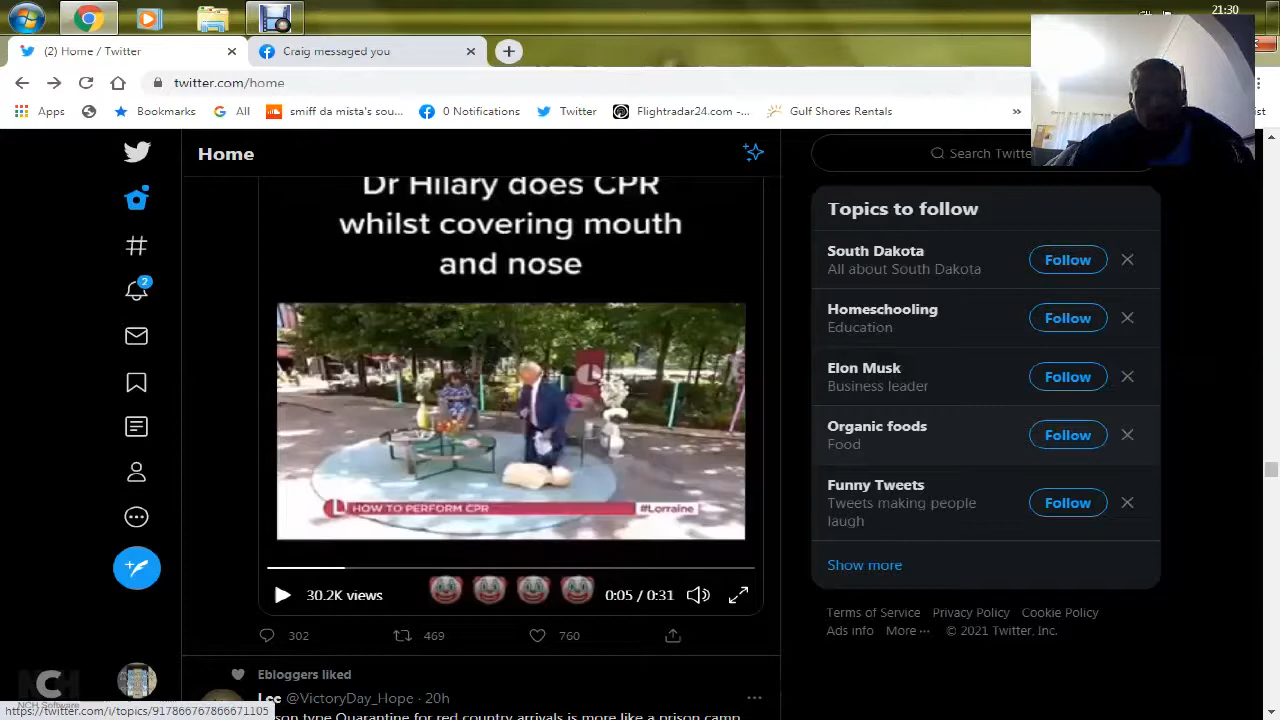 21:30
(2) Home / Twitter
Craig messaged you
twitter.com/home
Apps
Bookmarks
All
smiff da mista's sou...
0 Notifications
Twitter
Flightradar24.com -...
Gulf Shores Rentals
»
Home
Search Twitte
Dr Hilary does CPR
whilst covering mouth
and nose
L HOW TO PERFORM CPR
#Lorraine
30.2K views
0:05 / 0:31
302
469
760
Ebloggers liked
Lee @VictoryDay_Hope · 20h
son type Quarantine for red country arrivals is more like a prison camp
2
Topics to follow
South Dakota
All about South Dakota
Follow
Homeschooling
Education
Follow
Elon Musk
Business leader
Follow
Organic foods
Food
Follow
Funny Tweets
Tweets making people
laugh
Follow
Show more
Terms of Service Privacy Policy Cookie Policy
Ads info More ··· © 2021 Twitter, Inc.
NCH
NCH Software
https://twitter.com/i/topics/917866767866671105